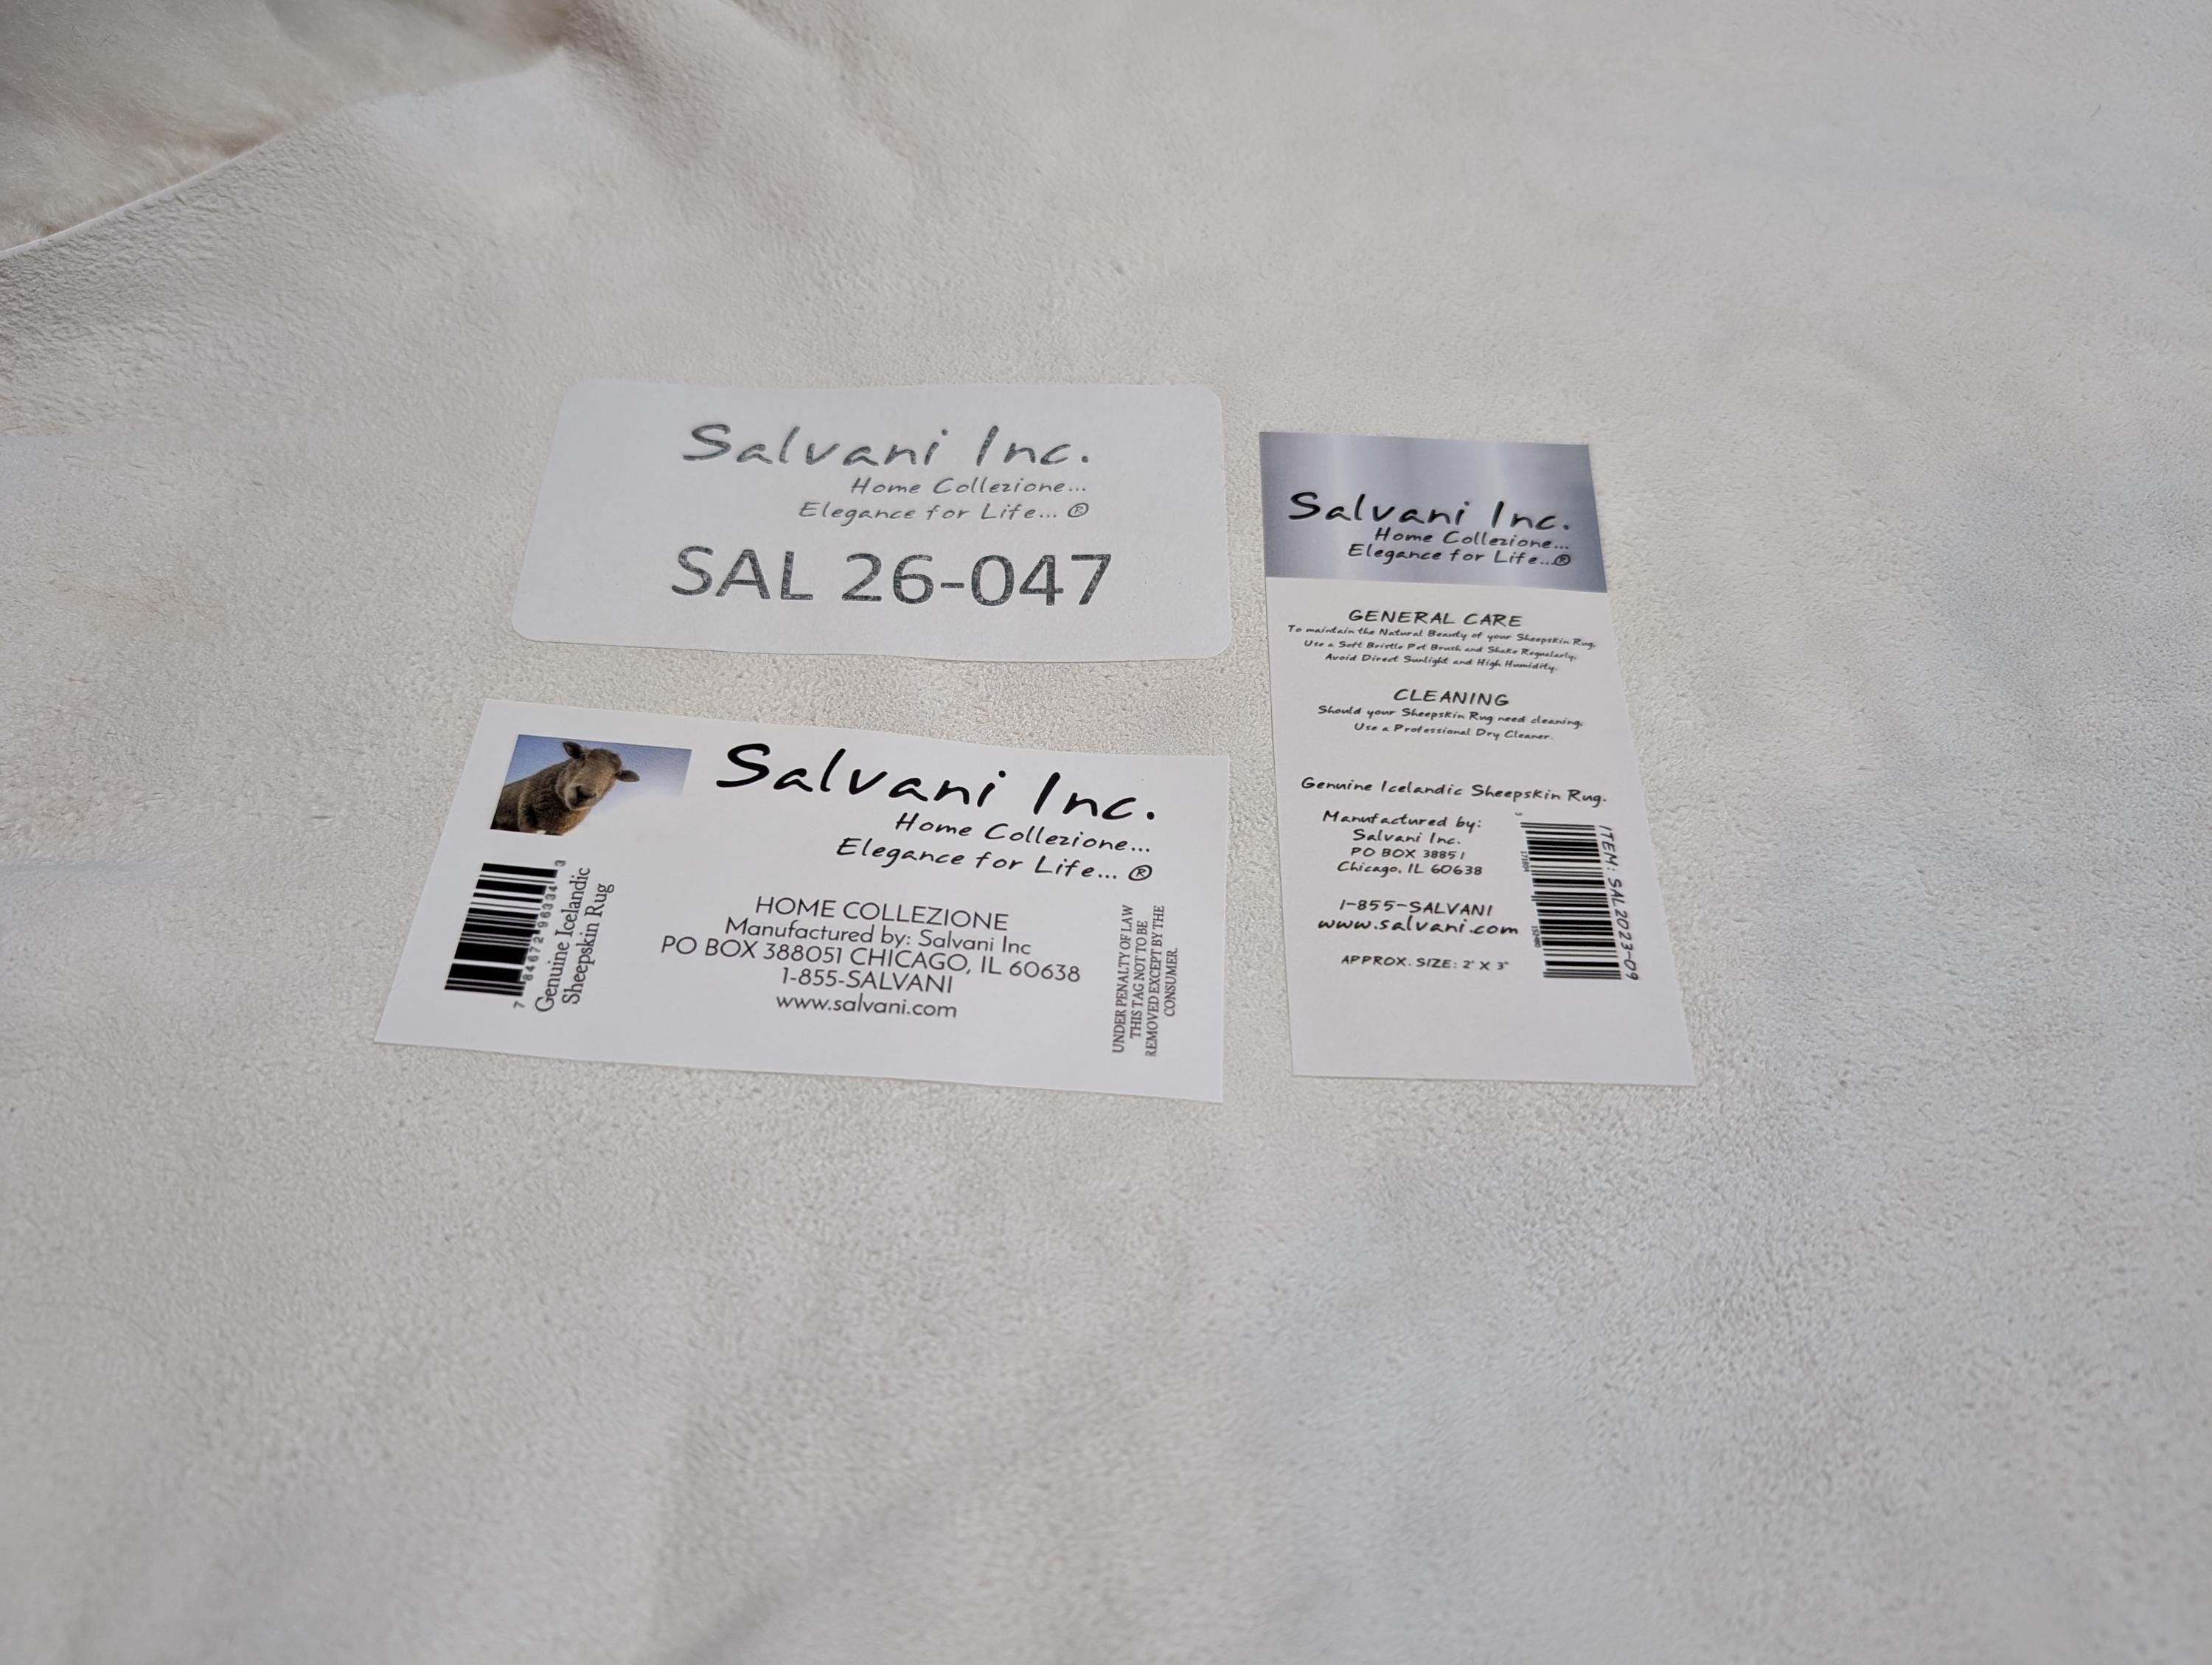 Salvani Inc.
Home Collezione...
Elegance for Life... ®
SAL 26-047
Salvani Inc.
Home Collezione...
Elegance for Life... ®
HOME COLLEZIONE
Manufactured by: Salvani Inc
PO BOX 388051 CHICAGO, IL 60638
1-855-SALVANI
www.salvani.com
Genuine Icelandic
Sheepskin Rug
UNDER PENALTY OF LAW
THIS TAG NOT TO BE
REMOVED EXCEPT BY THE
CONSUMER.
Salvani Inc.
Home Collezione...
Elegance for Life...®
GENERAL CARE
To maintain the Natural Beauty of your Sheepskin Rug.
Use a Soft Bristle Pet Brush and Shake Regualarly.
Avoid Direct Sunlight and High Humidity.
CLEANING
Should your Sheepskin Rug need cleaning,
Use a Professional Dry Cleaner.
Genuine Icelandic Sheepskin Rug.
Manufactured by:
Salvani Inc.
PO BOX 38851
Chicago, IL 60638
1-855-SALVANI
www.salvani.com
APPROX. SIZE: 2' X 3'
ITEM: SAL2023-09